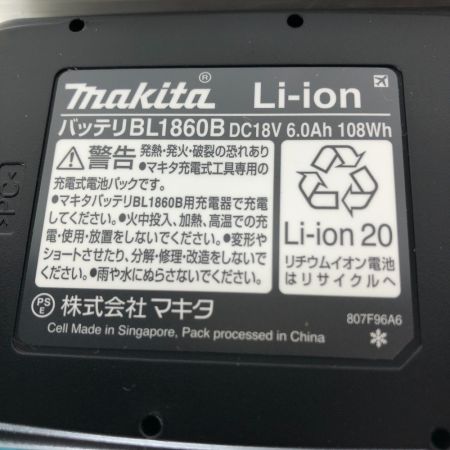 makita® Li-ion
バッテリBL1860B DC18V 6.0Ah 108Wh
警告 発熱・発火・破裂の恐れあり
●マキタ充電式工具専用の
充電式電池パックです。
●マキタバッテリBL1860B用充電器で充電
してください。●火中投入、加熱、高温での充
電・使用・放置をしないでください。●変形や
ショートさせたり、分解・修理・改造をしないで
ください。●雨や水にぬらさないでください。
Li-ion 20
リチウムイオン電池
はリサイクルへ
PS
E
株式会社 マキタ
Cell Made in Singapore, Pack processed in China
807F96A6
>PC<